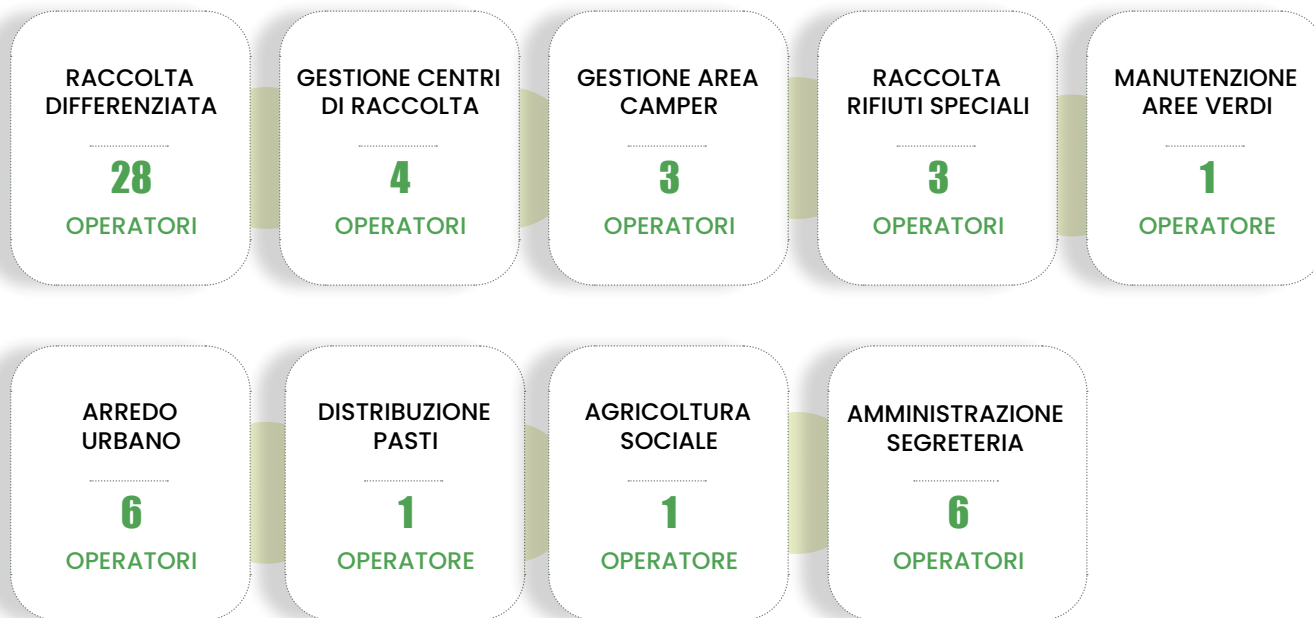 RACCOLTA
DIFFERENZIATA
28
OPERATORI
GESTIONE CENTRI
DI RACCOLTA
4
OPERATORI
GESTIONE AREA
CAMPER
3
OPERATORI
RACCOLTA
RIFIUTI SPECIALI
3
OPERATORI
MANUTENZIONE
AREE VERDI
1
OPERATORE
ARREDO
URBANO
6
OPERATORI
DISTRIBUZIONE
PASTI
1
OPERATORE
AGRICOLTURA
SOCIALE
1
OPERATORE
AMMINISTRAZIONE
SEGRETERIA
6
OPERATORI